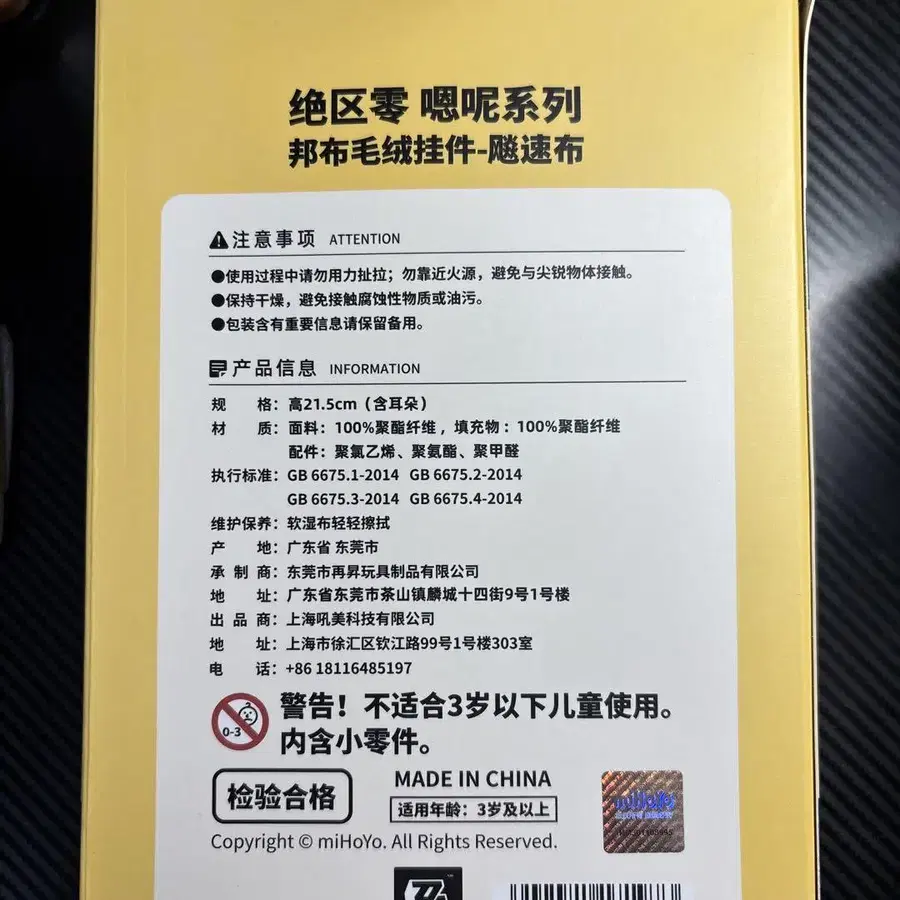 绝区零 嗯呢系列
邦布毛绒挂件-飚速布
注意事项 ATTENTION
●使用过程中请勿用力扯拉；勿靠近火源，避免与尖锐物体接触。
●保持干燥，避免接触腐蚀性物质或油污。
●包装含有重要信息请保留备用。
产品信息 INFORMATION
规 格：高21.5cm（含耳朵）
材 质：面料：100%聚酯纤维，填充物：100%聚酯纤维
配件：聚氯乙烯、聚氨酯、聚甲醛
执行标准：GB 6675.1-2014 GB 6675.2-2014
GB 6675.3-2014 GB 6675.4-2014
维护保养：软湿布轻轻擦拭
产 地：广东省 东莞市
承 制 商：东莞市再昇玩具制品有限公司
地 址：广东省东莞市茶山镇麟城十四街9号1号楼
出 品 商：上海吼美科技有限公司
地 址：上海市徐汇区钦江路99号1号楼303室
电 话：+86 18116485197
0-3
警告！不适合3岁以下儿童使用。
内含小零件。
检验合格
MADE IN CHINA
适用年龄：3岁及以上
miHoYo
Copyright © miHoYo. All Rights Reserved.